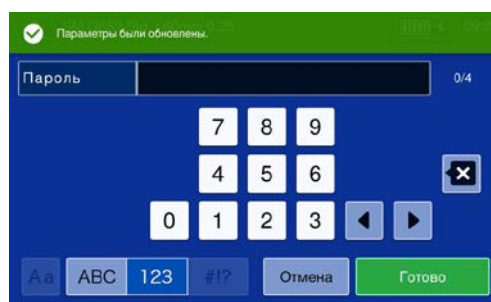 Параметры были обновлены.
Пароль 0/4
7 8 9
4 5 6
0 1 2 3
Aa ABC 123 #!? Отмена Готово